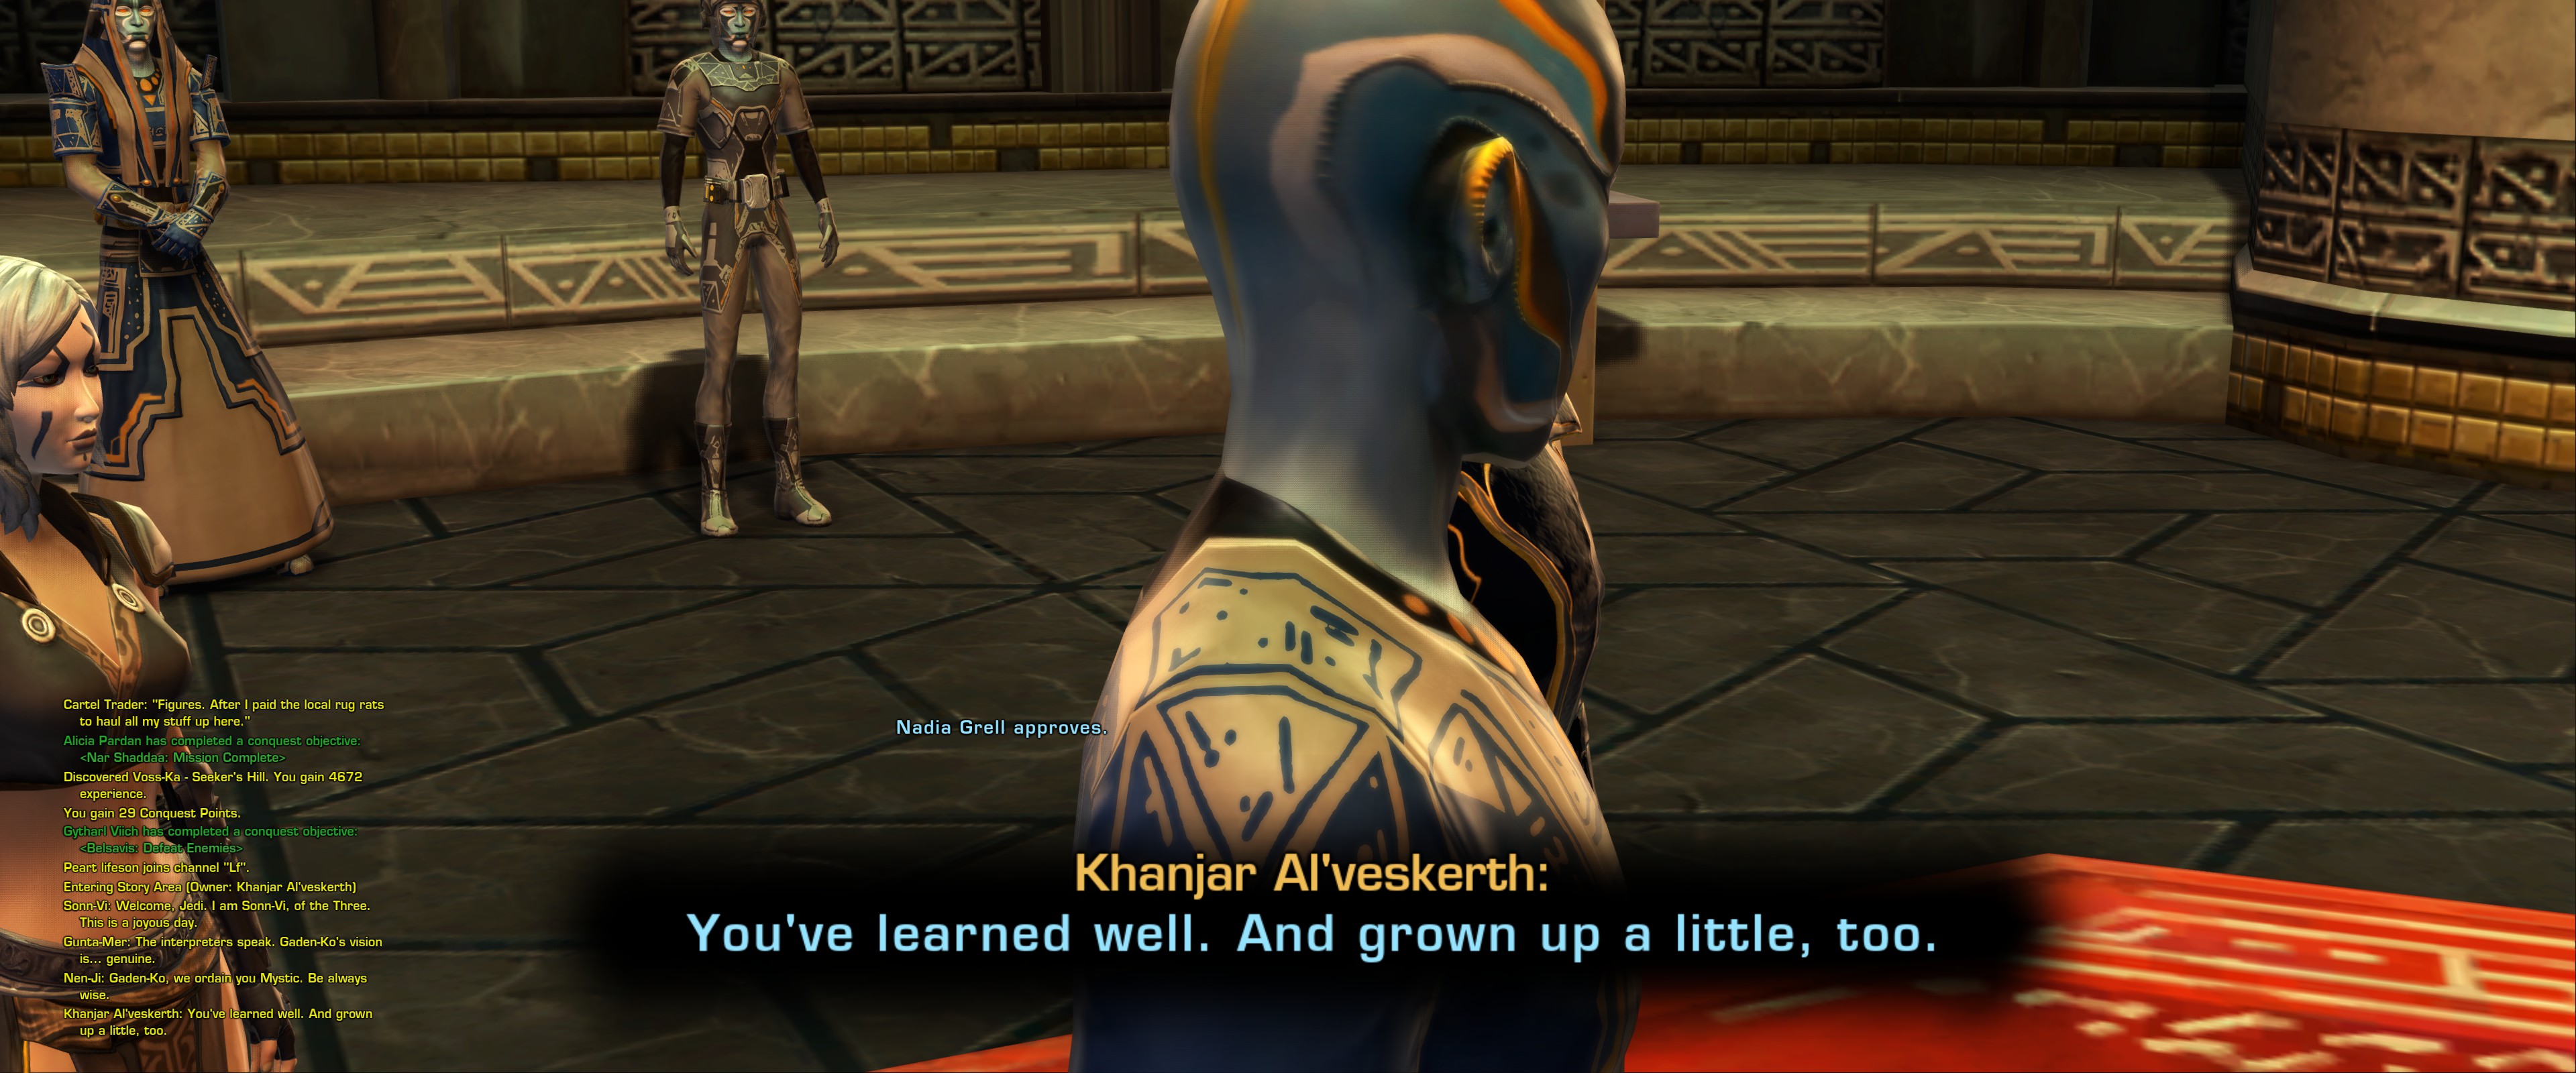 Cartel Trader: "Figures. After I paid the local rug rats
to haul all my stuff up here."
Alicia Pardan has completed a conquest objective:
<Nar Shaddaa: Mission Complete>
Discovered Voss-Ka - Seeker's Hill. You gain 4672
experience.
You gain 29 Conquest Points.
Gytharl Viich has completed a conquest objective:
<Belsavis: Defeat Enemies>
Peart lifeson joins channel "Lf".
Entering Story Area (Owner: Khanjar Al'veskerth)
Sonn-Vi: Welcome, Jedi. I am Sonn-Vi, of the Three.
This is a joyous day.
Gunta-Mer: The interpreters speak. Gaden-Ko's vision
is... genuine.
Nen-Ji: Gaden-Ko, we ordain you Mystic. Be always
wise.
Khanjar Al'veskerth: You've learned well. And grown
up a little, too.
Nadia Grell approves.
Khanjar Al'veskerth:
You've learned well. And grown up a little, too.